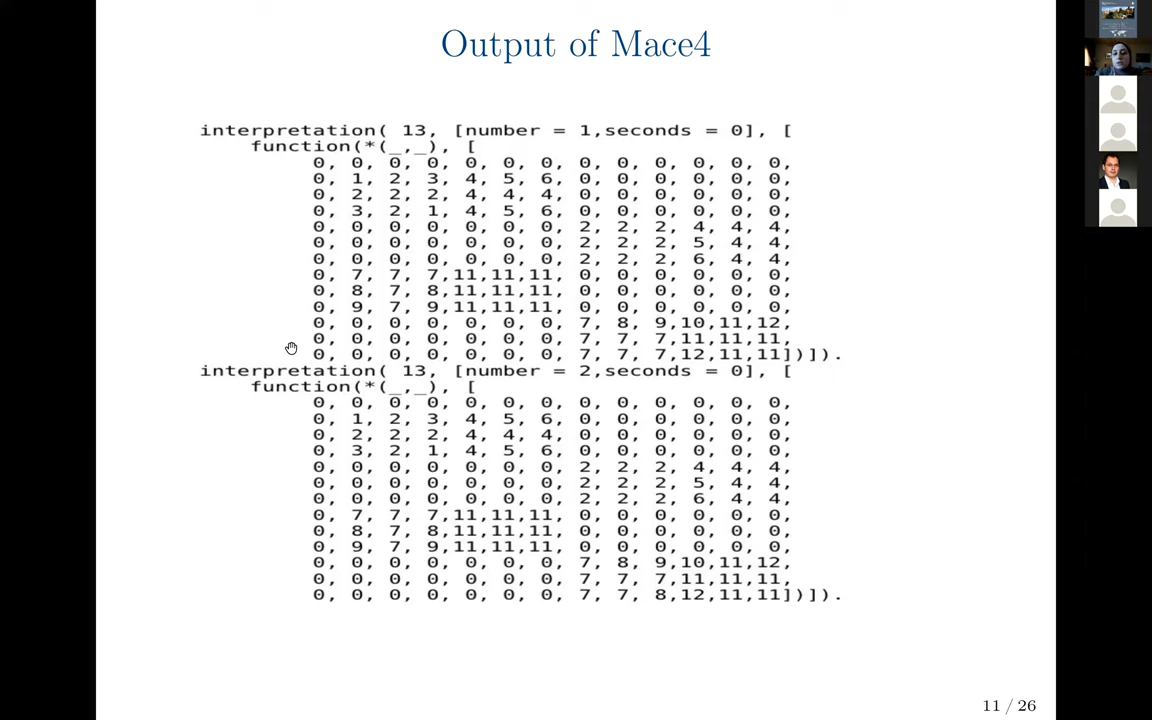 Output of Mace4
interpretation( 13, [number = 1,seconds = 0], [
function(*(_,_), [
0, 0, 0, 0, 0, 0, 0, 0, 0, 0, 0, 0, 0,
0, 1, 2, 3, 4, 5, 6, 0, 0, 0, 0, 0, 0,
0, 2, 2, 2, 4, 4, 4, 0, 0, 0, 0, 0, 0,
0, 3, 2, 1, 4, 5, 6, 0, 0, 0, 0, 0, 0,
0, 0, 0, 0, 0, 0, 0, 2, 2, 2, 4, 4, 4,
0, 0, 0, 0, 0, 0, 0, 2, 2, 2, 5, 4, 4,
0, 0, 0, 0, 0, 0, 0, 2, 2, 2, 6, 4, 4,
0, 7, 7, 7,11,11,11, 0, 0, 0, 0, 0, 0,
0, 8, 7, 8,11,11,11, 0, 0, 0, 0, 0, 0,
0, 9, 7, 9,11,11,11, 0, 0, 0, 0, 0, 0,
0, 0, 0, 0, 0, 0, 0, 7, 8, 9,10,11,12,
0, 0, 0, 0, 0, 0, 0, 7, 7, 7,11,11,11,
0, 0, 0, 0, 0, 0, 0, 7, 7, 7,12,11,11])]).
interpretation( 13, [number = 2,seconds = 0], [
function(*(_,_), [
0, 0, 0, 0, 0, 0, 0, 0, 0, 0, 0, 0, 0,
0, 1, 2, 3, 4, 5, 6, 0, 0, 0, 0, 0, 0,
0, 2, 2, 2, 4, 4, 4, 0, 0, 0, 0, 0, 0,
0, 3, 2, 1, 4, 5, 6, 0, 0, 0, 0, 0, 0,
0, 0, 0, 0, 0, 0, 0, 2, 2, 2, 4, 4, 4,
0, 0, 0, 0, 0, 0, 0, 2, 2, 2, 5, 4, 4,
0, 0, 0, 0, 0, 0, 0, 2, 2, 2, 6, 4, 4,
0, 7, 7, 7,11,11,11, 0, 0, 0, 0, 0, 0,
0, 8, 7, 8,11,11,11, 0, 0, 0, 0, 0, 0,
0, 9, 7, 9,11,11,11, 0, 0, 0, 0, 0, 0,
0, 0, 0, 0, 0, 0, 0, 7, 8, 9,10,11,12,
0, 0, 0, 0, 0, 0, 0, 7, 7, 7,11,11,11,
0, 0, 0, 0, 0, 0, 0, 7, 7, 8,12,11,11])]).
11 / 26